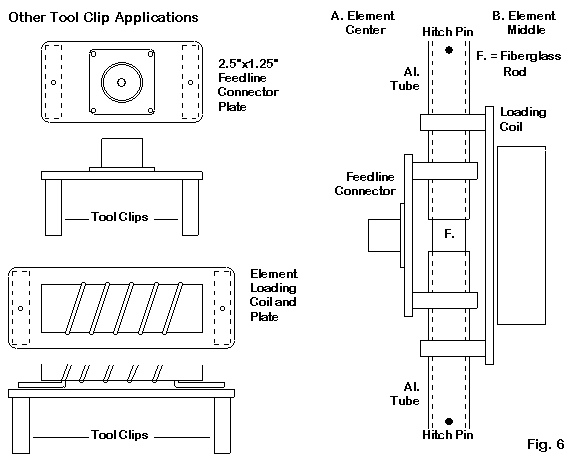 Other Tool Clip Applications
2.5"x1.25"
Feedline
Connector
Plate
Tool Clips
Element
Loading
Coil and
Plate
Tool Clips
A. Element
Center
B. Element
Middle
Hitch Pin
F. = Fiberglass
Rod
Al.
Tube
Loading
Coil
Feedline
Connector
F.
Al.
Tube
Hitch Pin
Fig. 6